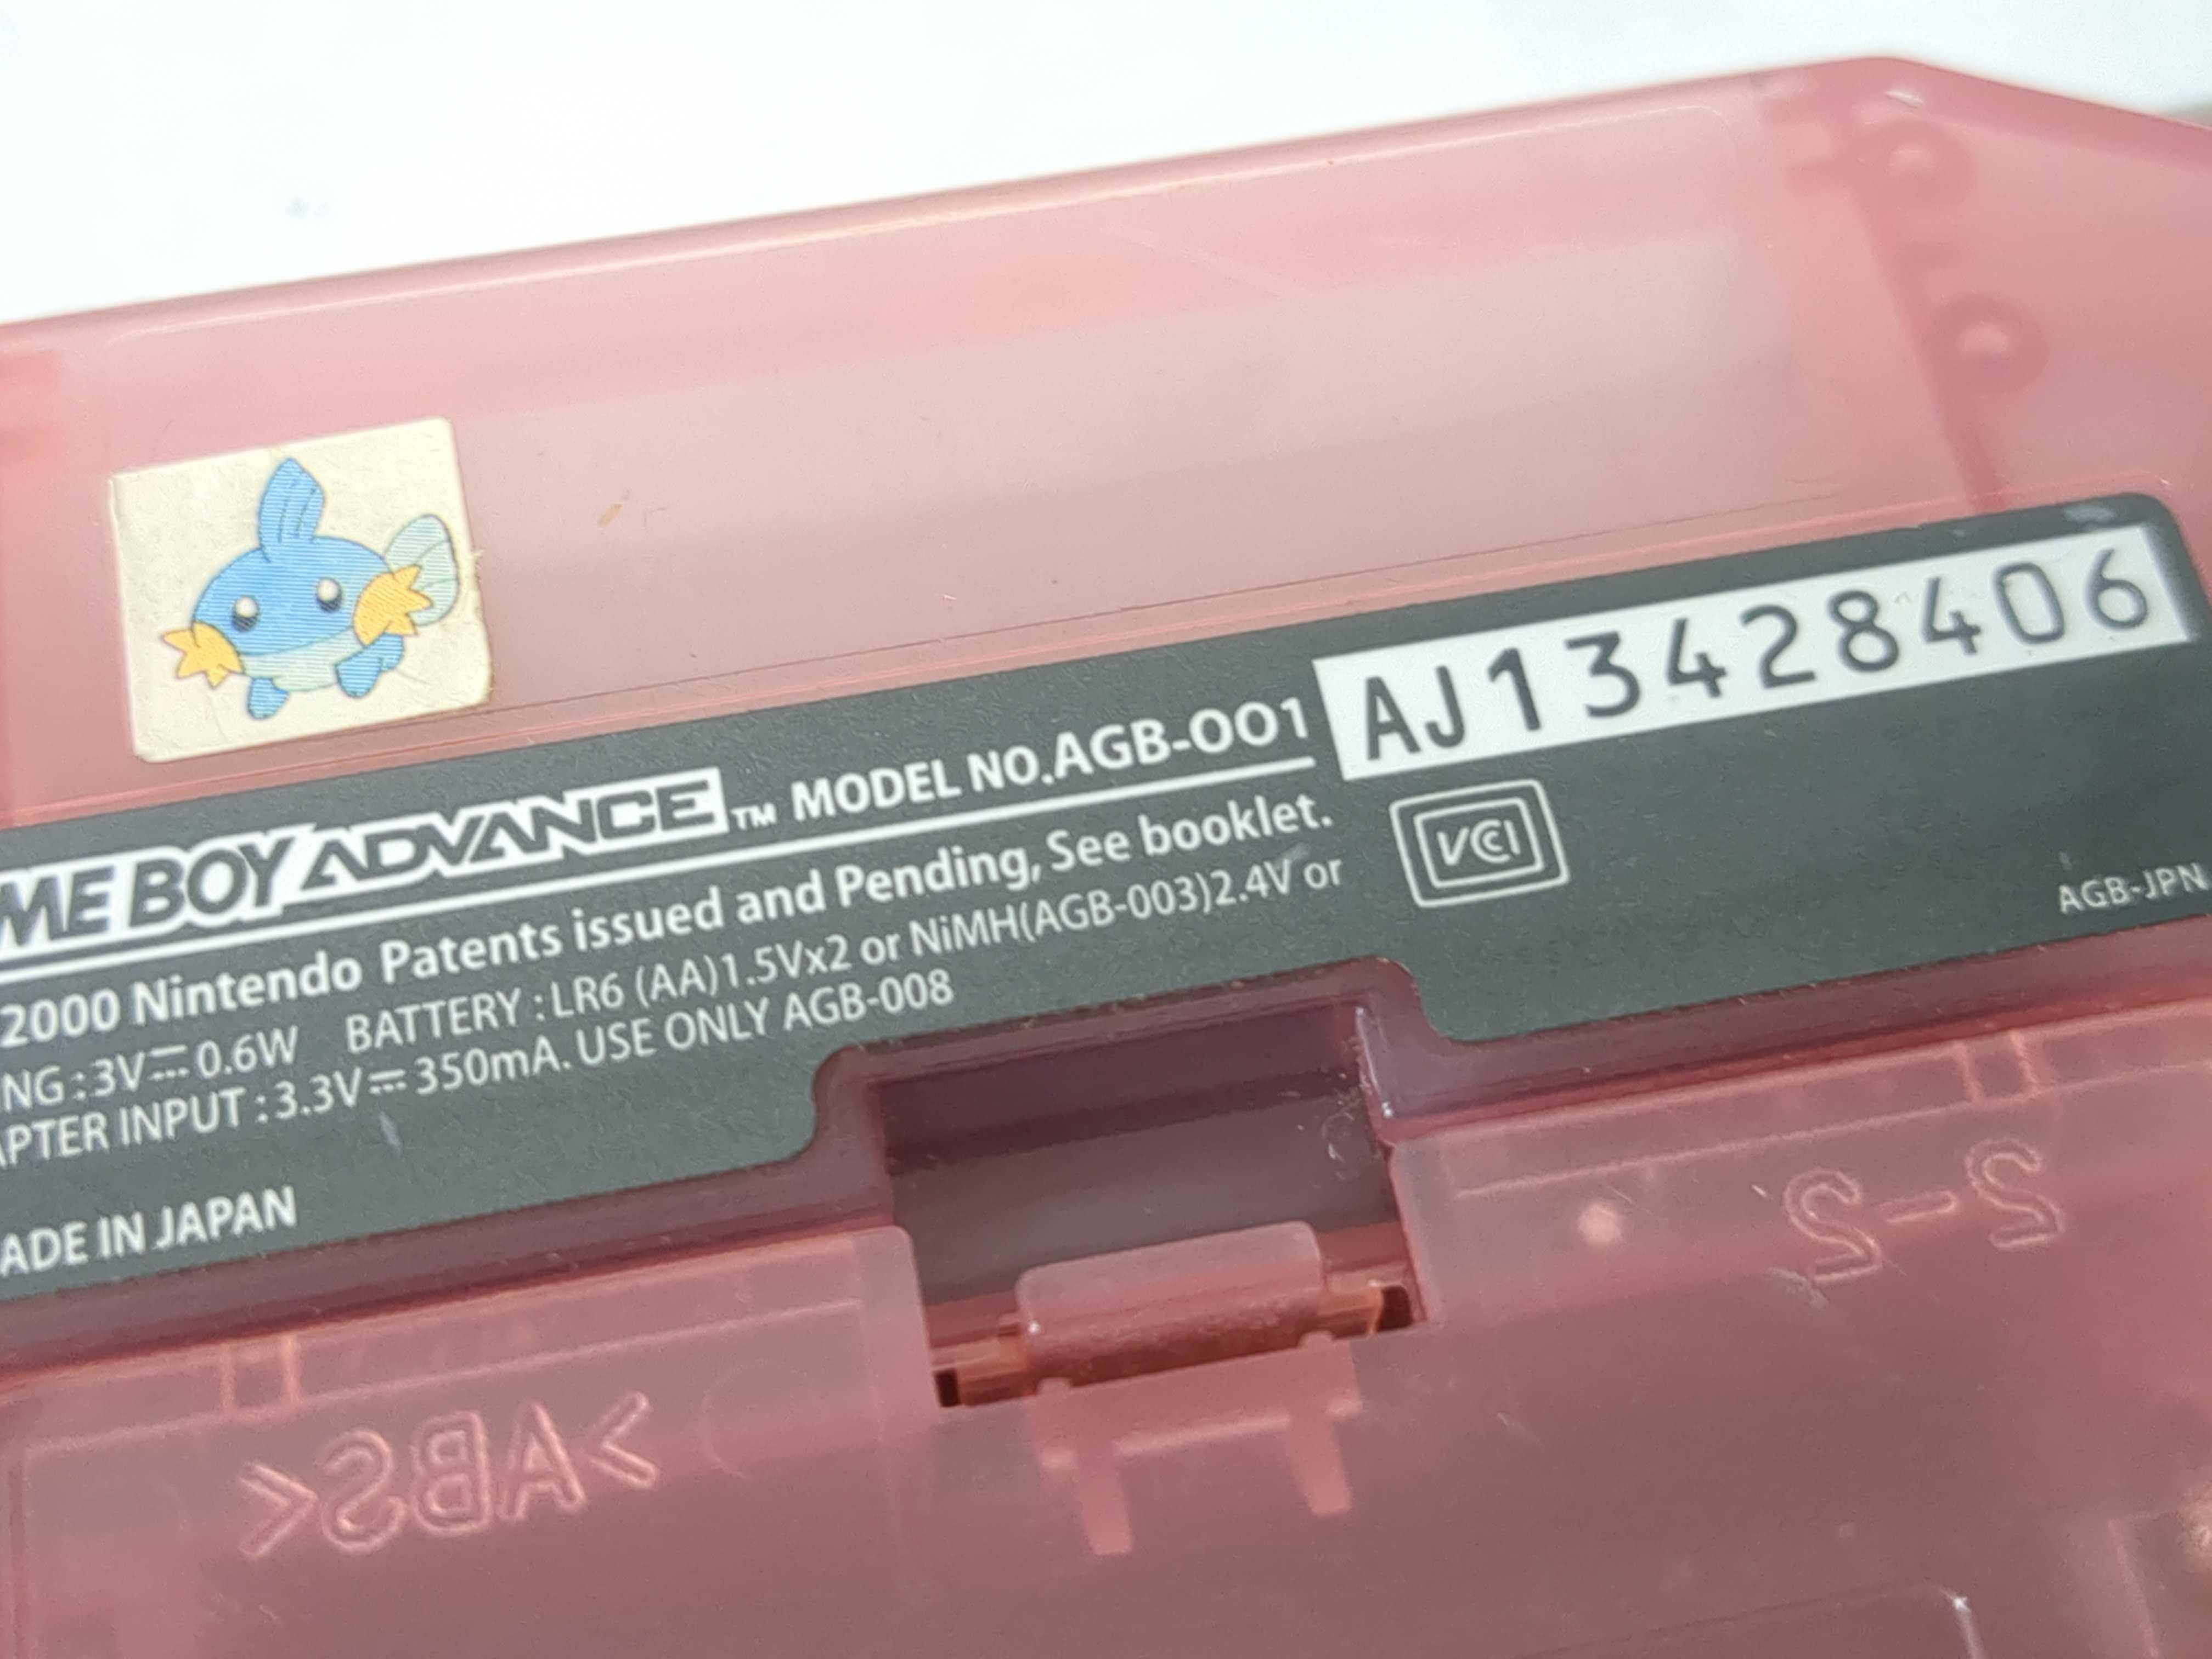 ME BOY ADVANCE™ MODEL NO.AGB-001 AJ13428406
2000 Nintendo Patents issued and Pending, See booklet.
NG : 3V⎓0.6W BATTERY : LR6 (AA)1.5Vx2 or NiMH(AGB-003)2.4V or
PTER INPUT : 3.3V⎓350mA. USE ONLY AGB-008
VCCI
AGB-JPN
ADE IN JAPAN
2-2
>ABS<